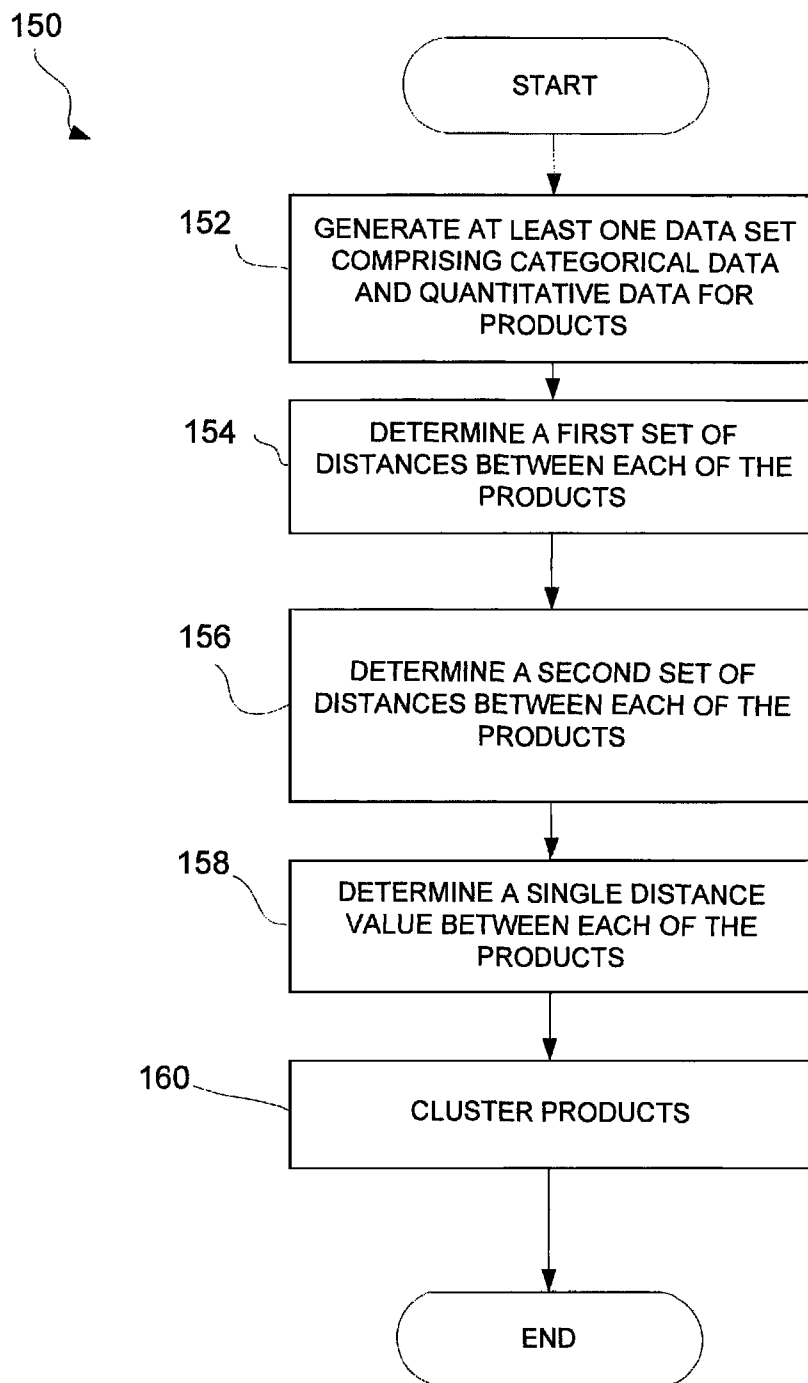 150
START
152
GENERATE AT LEAST ONE DATA SET
COMPRISING CATEGORICAL DATA
AND QUANTITATIVE DATA FOR
PRODUCTS
154
DETERMINE A FIRST SET OF
DISTANCES BETWEEN EACH OF THE
PRODUCTS
156
DETERMINE A SECOND SET OF
DISTANCES BETWEEN EACH OF THE
PRODUCTS
158
DETERMINE A SINGLE DISTANCE
VALUE BETWEEN EACH OF THE
PRODUCTS
160
CLUSTER PRODUCTS
END